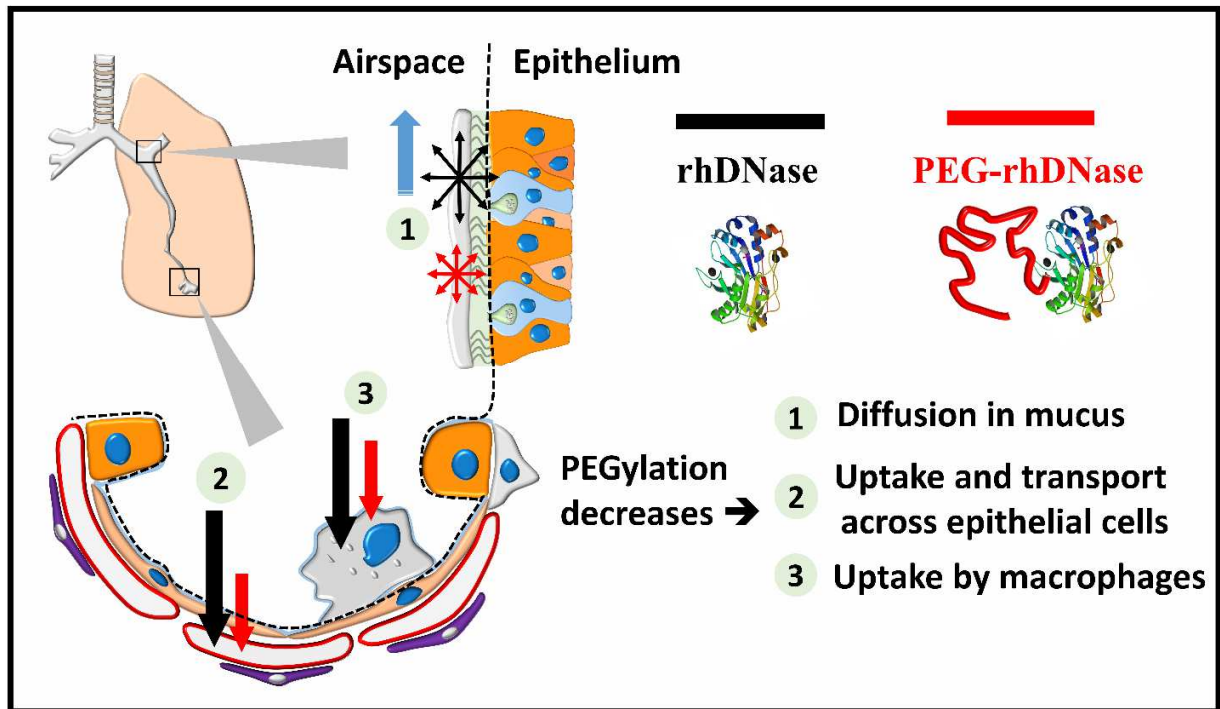 Airspace Epithelium
rhDNase
PEG-rhDNase
1
3
2
PEGylation
decreases ➔
1 Diffusion in mucus
2 Uptake and transport
across epithelial cells
3 Uptake by macrophages